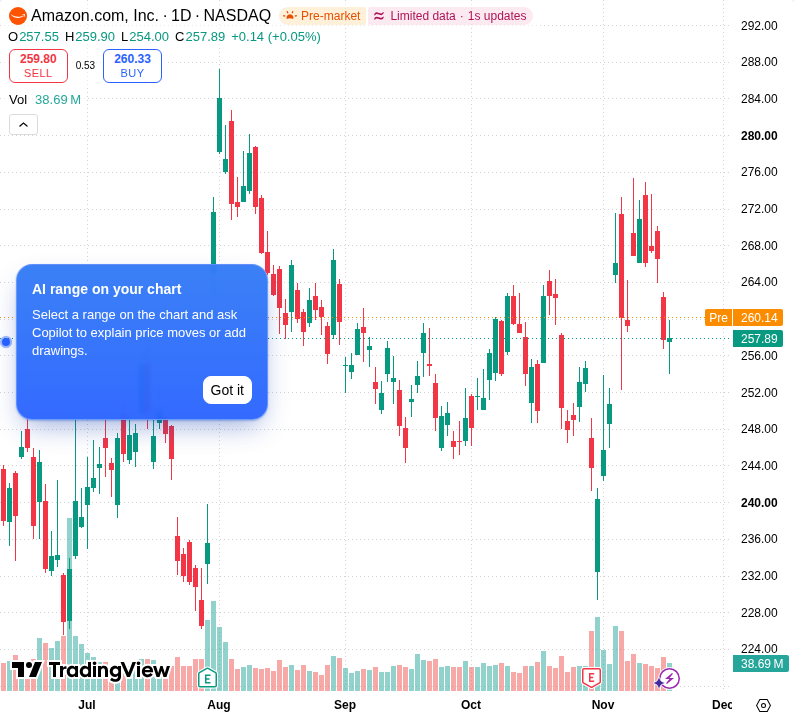 Amazon.com, Inc. · 1D · NASDAQ Pre-market Limited data · 1s updates
O257.55 H259.90 L254.00 C257.89 +0.14 (+0.05%)
259.80 SELL
0.53
260.33 BUY
Vol 38.69 M
AI range on your chart
Select a range on the chart and ask
Copilot to explain price moves or add
drawings.
Got it
292.00
288.00
284.00
280.00
276.00
272.00
268.00
264.00
Pre 260.14
257.89
256.00
252.00
248.00
244.00
240.00
236.00
232.00
228.00
224.00
38.69 M
TradingView
E
E
Jul Aug Sep Oct Nov Dec